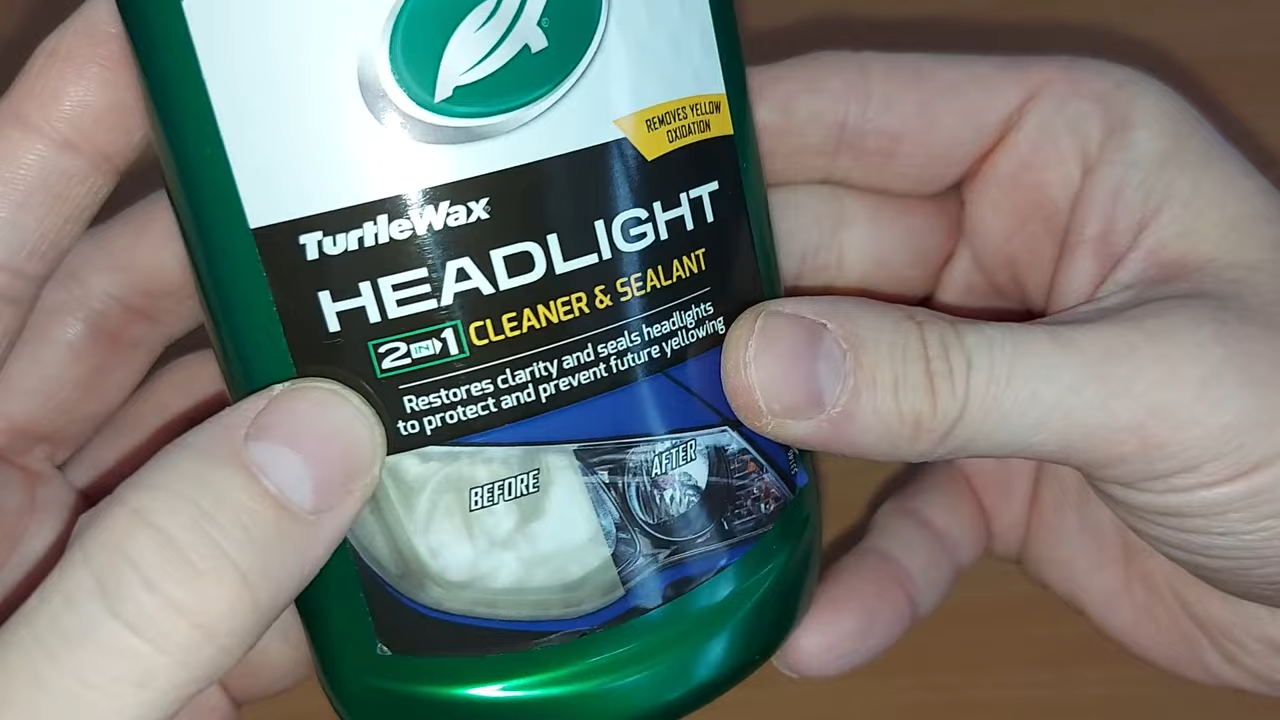 REMOVES YELLOW
OXIDATION
TurtleWax
HEADLIGHT
2 IN 1 CLEANER & SEALANT
Restores clarity and seals headlights
to protect and prevent future yellowing
BEFORE
AFTER